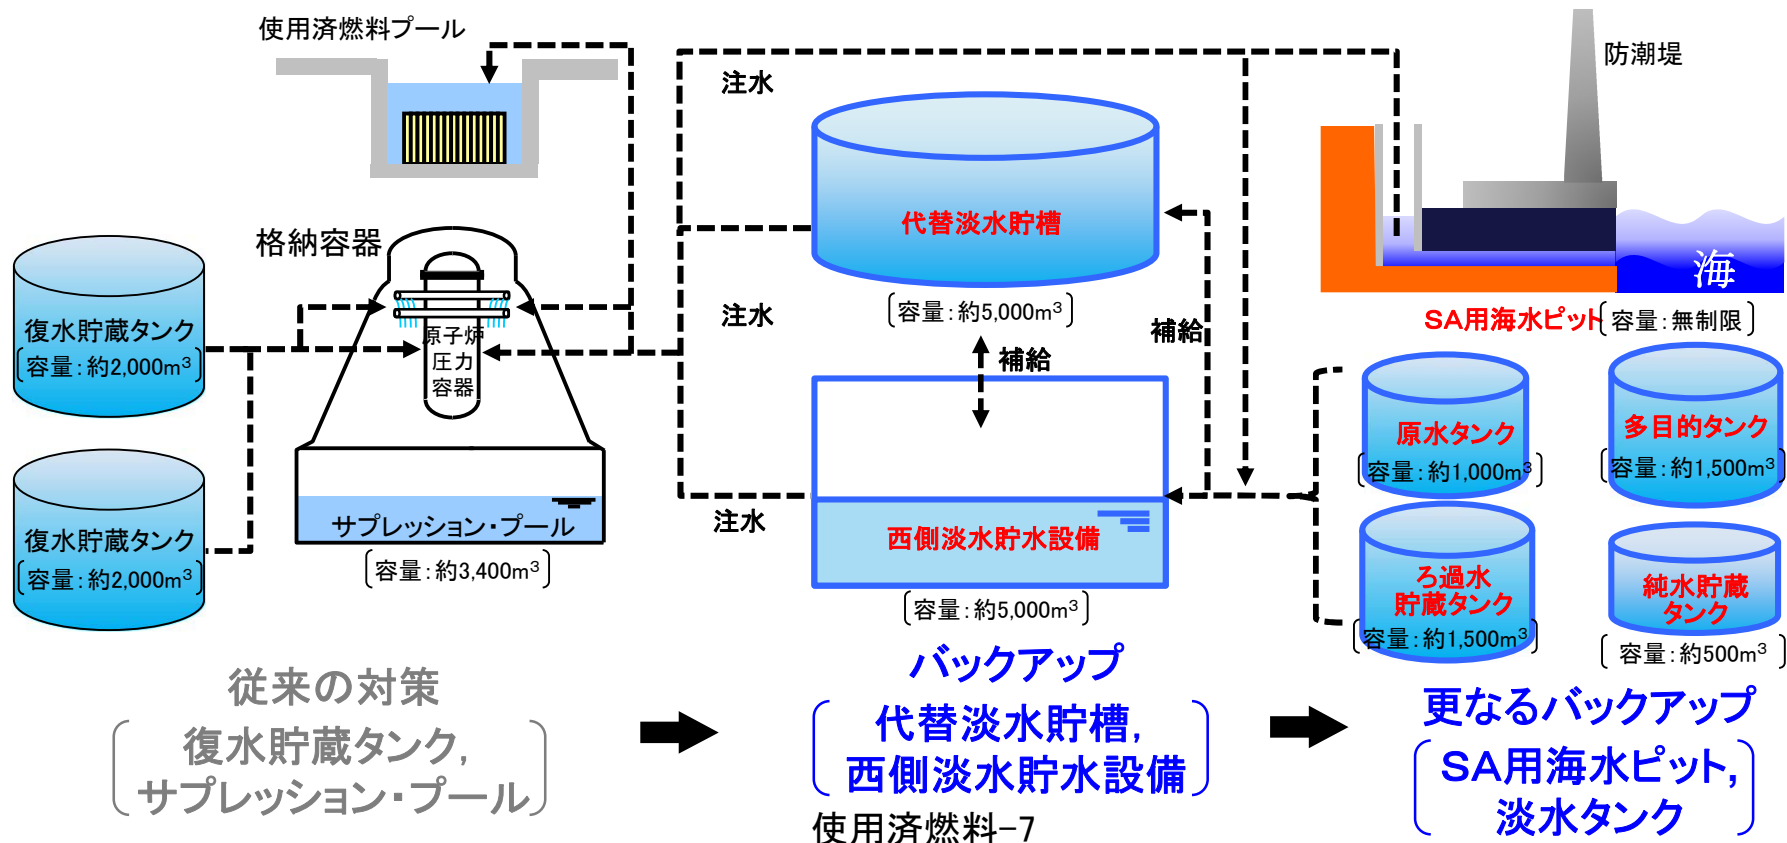 使用済燃料プール
注水
防潮堤
格納容器
代替淡水貯槽
[容量：約5,000m³]
復水貯蔵タンク
[容量：約2,000m³]
原子炉
圧力
容器
注水
補給
補給
海
SA用海水ピット[容量：無制限]
原水タンク
[容量：約1,000m³]
多目的タンク
[容量：約1,500m³]
復水貯蔵タンク
[容量：約2,000m³]
サプレッション・プール
[容量：約3,400m³]
注水
西側淡水貯水設備
[容量：約5,000m³]
ろ過水
貯蔵タンク
[容量：約1,500m³]
純水貯蔵
タンク
[容量：約500m³]
従来の対策
復水貯蔵タンク,
サプレッション・プール
バックアップ
代替淡水貯槽,
西側淡水貯水設備
更なるバックアップ
SA用海水ピット,
淡水タンク
使用済燃料-7